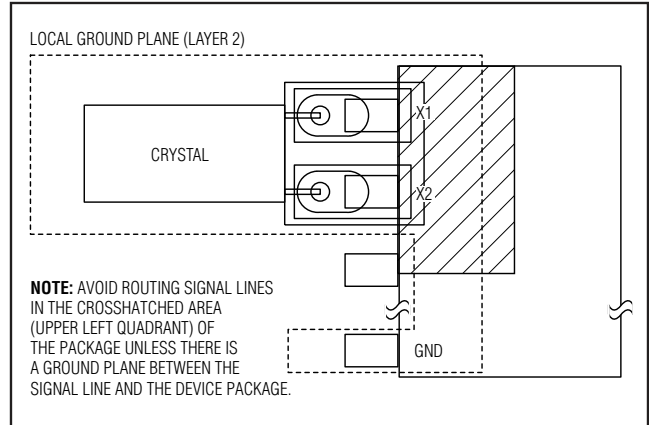 LOCAL GROUND PLANE (LAYER 2)
X1
CRYSTAL
X2
NOTE: AVOID ROUTING SIGNAL LINES
IN THE CROSSHATCHED AREA
(UPPER LEFT QUADRANT) OF
THE PACKAGE UNLESS THERE IS
A GROUND PLANE BETWEEN THE
SIGNAL LINE AND THE DEVICE PACKAGE.
GND